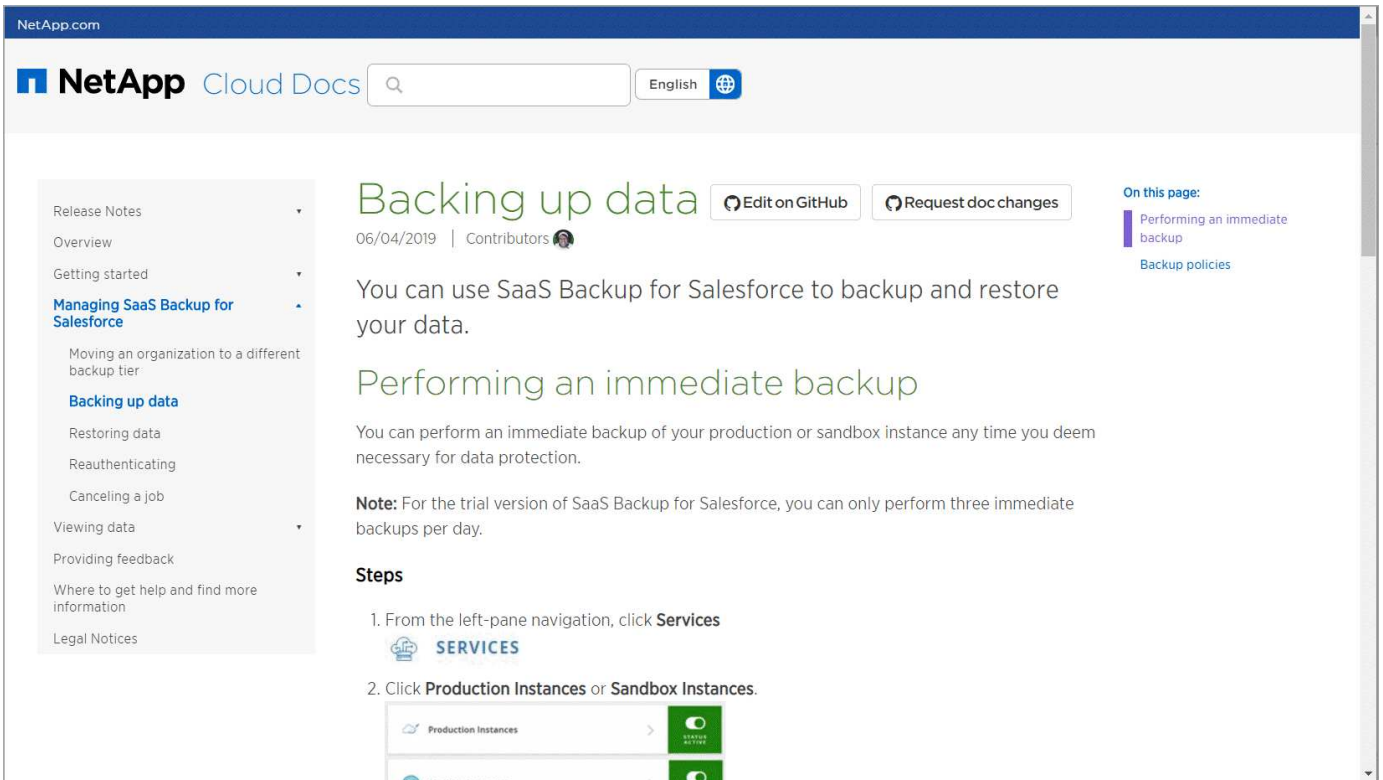 NetApp.com
NetApp Cloud Docs
English
Release Notes
Overview
Getting started
Managing SaaS Backup for
Salesforce
Moving an organization to a different
backup tier
Backing up data
Restoring data
Reauthenticating
Canceling a job
Viewing data
Providing feedback
Where to get help and find more
information
Legal Notices
Backing up data
Edit on GitHub
Request doc changes
06/04/2019 | Contributors
You can use SaaS Backup for Salesforce to backup and restore
your data.
Performing an immediate backup
You can perform an immediate backup of your production or sandbox instance any time you deem
necessary for data protection.
Note: For the trial version of SaaS Backup for Salesforce, you can only perform three immediate
backups per day.
Steps
1. From the left-pane navigation, click Services
SERVICES
2. Click Production Instances or Sandbox Instances.
Production Instances
STATUS
ACTIVE
On this page:
Performing an immediate
backup
Backup policies